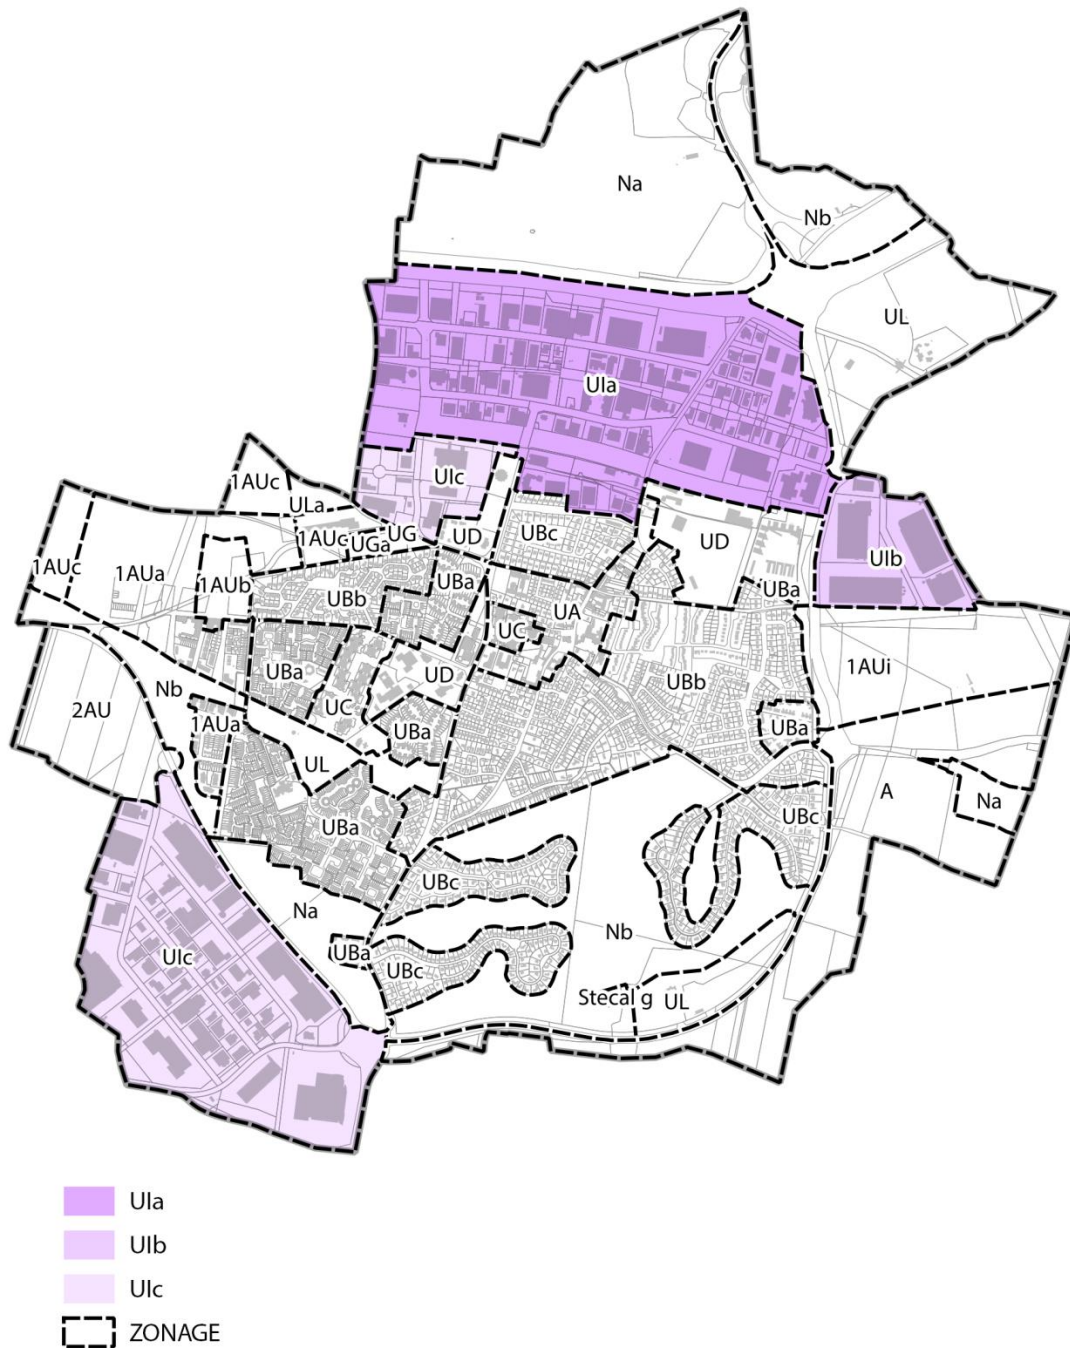 Na
Nb
UL
UIa
1AUc
ULa
UIc
UIb
1AUc
UGa
UG
UD
UBc
UD
1AUc
1AUa
1AUb
UBb
UBa
UC
UA
UBa
UBa
UC
UD
UBb
1AUi
Nb
2AU
1AUa
UBa
UBa
UL
A
Na
UBa
UBc
UBc
Na
Nb
UIc
UBa
UBc
Stecal g
UL
UIa
UIb
UIc
ZONAGE